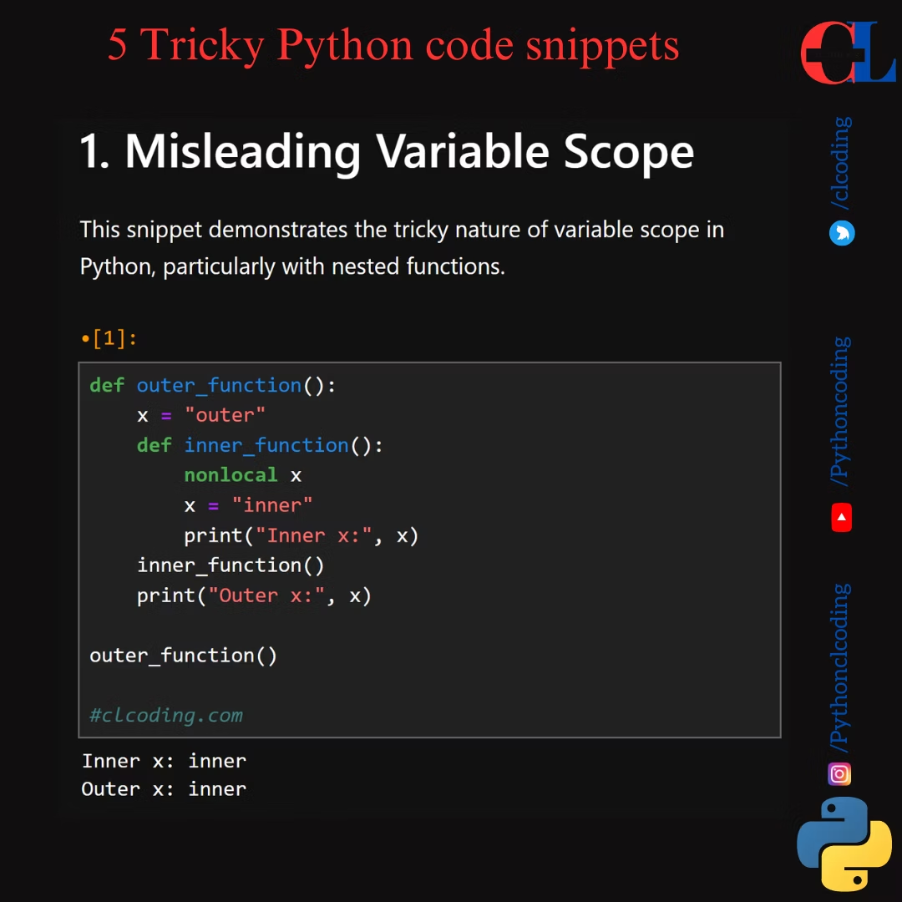 5 Tricky Python code snippets
CL
1. Misleading Variable Scope
This snippet demonstrates the tricky nature of variable scope in
Python, particularly with nested functions.
•[1]:
def outer_function():
    x = "outer"
    def inner_function():
        nonlocal x
        x = "inner"
        print("Inner x:", x)
    inner_function()
    print("Outer x:", x)
outer_function()
#clcoding.com
Inner x: inner
Outer x: inner
/clcoding
/Pythoncoding
/Pythonclcoding